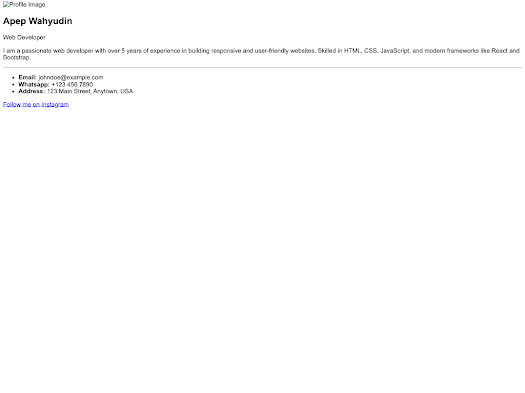 Profile Image
Apep Wahyudin
Web Developer
I am a passionate web developer with over 5 years of experience in building responsive and user-friendly websites. Skilled in HTML, CSS, JavaScript, and modern frameworks like React and
Bootstrap.
Email: johndoe@example.com
Whatsapp: +123 456 7890
Address: 123 Main Street, Anytown, USA
Follow me on Instagram